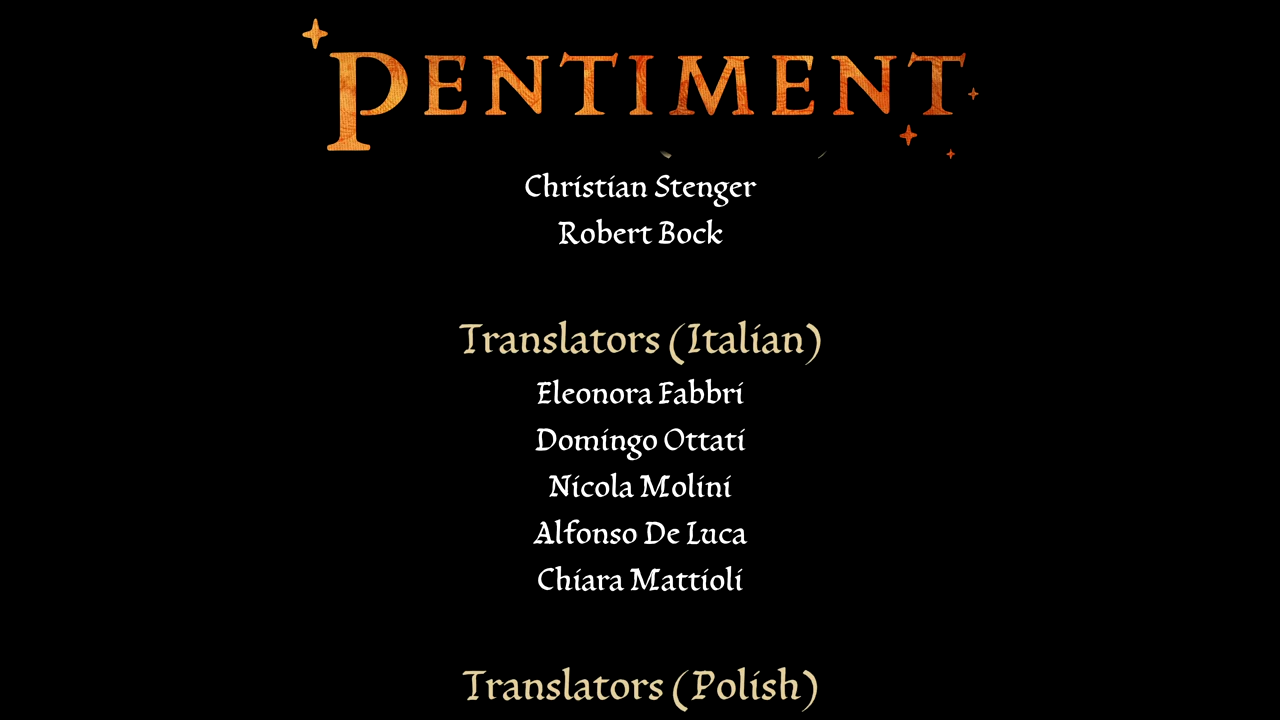 PENTIMENT
Christian Stenger
Robert Bock
Translators (Italian)
Eleonora Fabbri
Domingo Ottati
Nicola Molini
Alfonso De Luca
Chiara Mattioli
Translators (Polish)